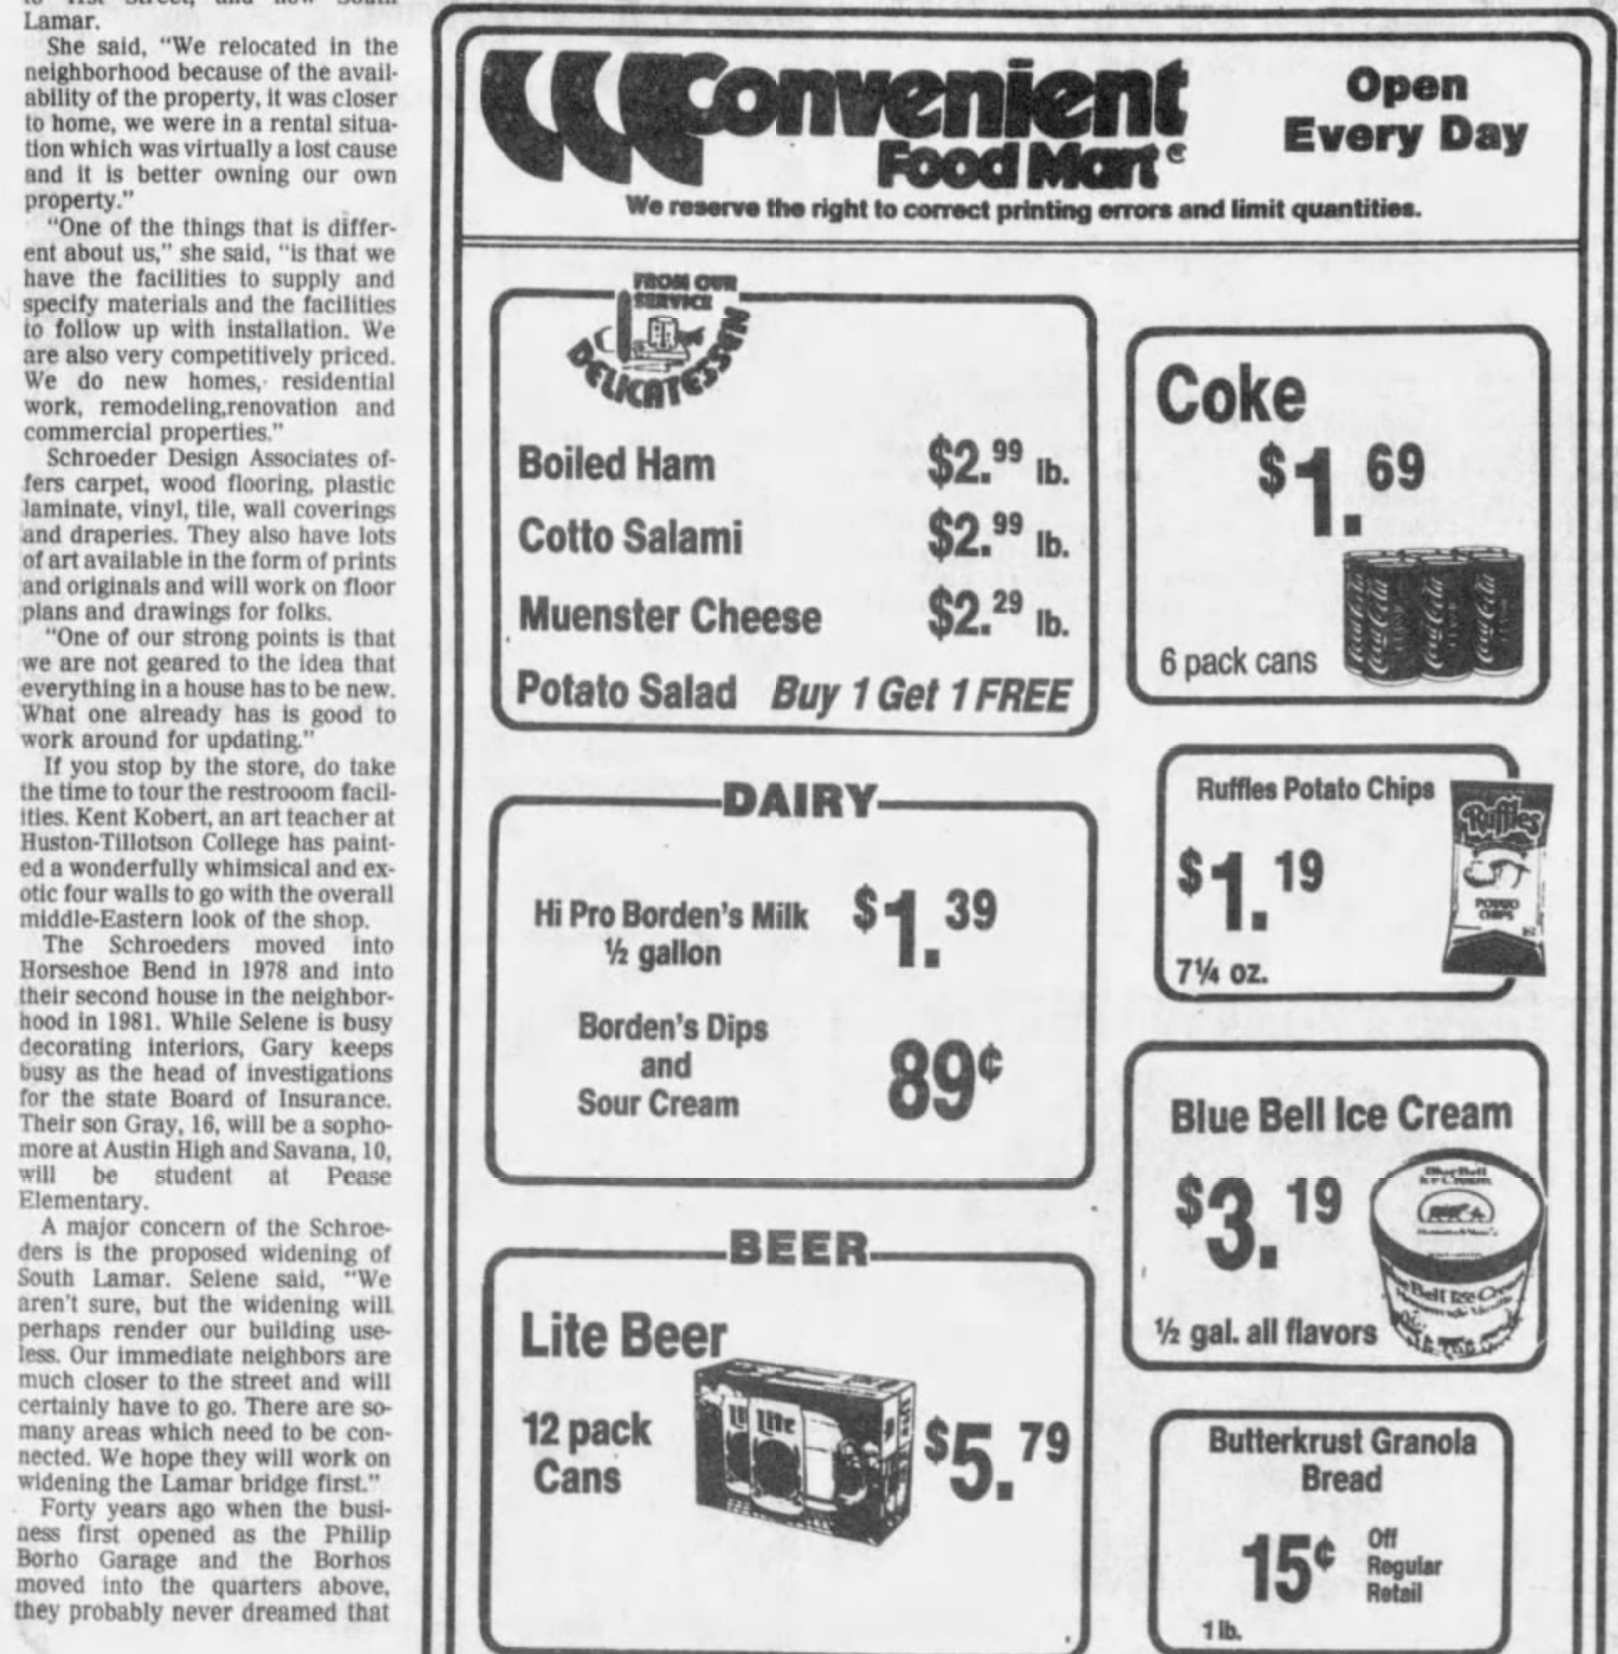 Lamar.
She said, "We relocated in the
neighborhood because of the avail-
ability of the property, it was closer
to home, we were in a rental situa-
tion which was virtually a lost cause
and it is better owning our own
property."
"One of the things that is differ-
ent about us," she said, "is that we
have the facilities to supply and
specify materials and the facilities
to follow up with installation. We
are also very competitively priced.
We do new homes, residential
work, remodeling,renovation and
commercial properties."
Schroeder Design Associates of-
fers carpet, wood flooring, plastic
laminate, vinyl, tile, wall coverings
and draperies. They also have lots
of art available in the form of prints
and originals and will work on floor
plans and drawings for folks.
"One of our strong points is that
we are not geared to the idea that
everything in a house has to be new.
What one already has is good to
work around for updating."
If you stop by the store, do take
the time to tour the restrooom facil-
ities. Kent Kobert, an art teacher at
Huston-Tillotson College has paint-
ed a wonderfully whimsical and ex-
otic four walls to go with the overall
middle-Eastern look of the shop.
The Schroeders moved into
Horseshoe Bend in 1978 and into
their second house in the neighbor-
hood in 1981. While Selene is busy
decorating interiors, Gary keeps
busy as the head of investigations
for the state Board of Insurance.
Their son Gray, 16, will be a sopho-
more at Austin High and Savana, 10,
will be student at Pease
Elementary.
A major concern of the Schroe-
ders is the proposed widening of
South Lamar. Selene said, "We
aren't sure, but the widening will
perhaps render our building use-
less. Our immediate neighbors are
much closer to the street and will
certainly have to go. There are so
many areas which need to be con-
nected. We hope they will work on
widening the Lamar bridge first."
Forty years ago when the busi-
ness first opened as the Philip
Borho Garage and the Borhos
moved into the quarters above,
they probably never dreamed that
Convenient
Food Mart
Open
Every Day
We reserve the right to correct printing errors and limit quantities.
FROM OUR
SERVICE
DELICATESSEN
Boiled Ham $2.99 lb.
Cotto Salami $2.99 lb.
Muenster Cheese $2.29 lb.
Potato Salad Buy 1 Get 1 FREE
Coke
$1.69
6 pack cans
DAIRY
Hi Pro Borden's Milk $1.39
½ gallon
Borden's Dips
and
Sour Cream
89¢
Ruffles Potato Chips
Ruffles
POTATO
CHIPS
$1.19
7¼ oz.
Blue Bell Ice Cream
$3.19
Blue Bell
Ice Cream
½ gal. all flavors
BEER
Lite Beer
12 pack
Cans
Lite
$5.79
Butterkrust Granola
Bread
15¢ Off
Regular
Retail
1 lb.